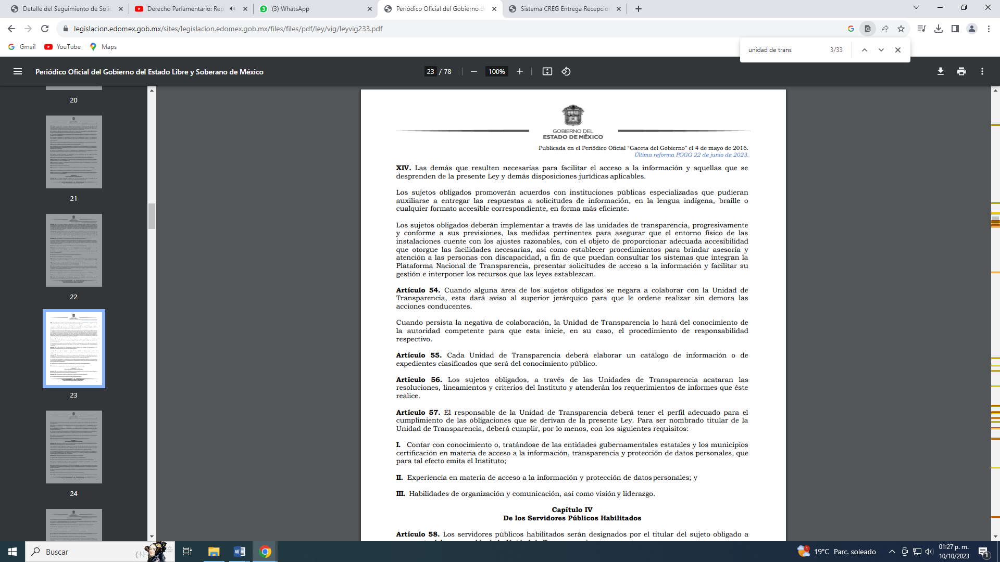 Detalle del Seguimiento de Solic
Derecho Parlamentario: Rep
(3) WhatsApp
Periódico Oficial del Gobierno de
Sistema CREG Entrega Recepcion
legislacion.edomex.gob.mx/sites/legislacion.edomex.gob.mx/files/files/pdf/ley/vig/leyvig233.pdf
Gmail
YouTube
Maps
unidad de trans
3/33
Periódico Oficial del Gobierno del Estado Libre y Soberano de México
23 / 78
100%
20
21
22
23
24
GOBIERNO DEL
ESTADO DE MÉXICO
Publicada en el Periódico Oficial “Gaceta del Gobierno” el 4 de mayo de 2016.
Última reforma POGG 22 de junio de 2023.
XIV. Las demás que resulten necesarias para facilitar el acceso a la información y aquellas que se
desprenden de la presente Ley y demás disposiciones jurídicas aplicables.
Los sujetos obligados promoverán acuerdos con instituciones públicas especializadas que pudieran
auxiliarse a entregar las respuestas a solicitudes de información, en la lengua indígena, braille o
cualquier formato accesible correspondiente, en forma más eficiente.
Los sujetos obligados deberán implementar a través de las unidades de transparencia, progresivamente
y conforme a sus previsiones, las medidas pertinentes para asegurar que el entorno físico de las
instalaciones cuente con los ajustes razonables, con el objeto de proporcionar adecuada accesibilidad
que otorgue las facilidades necesarias, así como establecer procedimientos para brindar asesoría y
atención a las personas con discapacidad, a fin de que puedan consultar los sistemas que integran la
Plataforma Nacional de Transparencia, presentar solicitudes de acceso a la información y facilitar su
gestión e interponer los recursos que las leyes establezcan.
Artículo 54. Cuando alguna área de los sujetos obligados se negara a colaborar con la Unidad de
Transparencia, esta dará aviso al superior jerárquico para que le ordene realizar sin demora las
acciones conducentes.
Cuando persista la negativa de colaboración, la Unidad de Transparencia lo hará del conocimiento de
la autoridad competente para que esta inicie, en su caso, el procedimiento de responsabilidad
respectivo.
Artículo 55. Cada Unidad de Transparencia deberá elaborar un catálogo de información o de
expedientes clasificados que será del conocimiento público.
Artículo 56. Los sujetos obligados, a través de las Unidades de Transparencia acataran las
resoluciones, lineamientos y criterios del Instituto y atenderán los requerimientos de informes que éste
realice.
Artículo 57. El responsable de la Unidad de Transparencia deberá tener el perfil adecuado para el
cumplimiento de las obligaciones que se derivan de la presente Ley. Para ser nombrado titular de la
Unidad de Transparencia, deberá cumplir, por lo menos, con los siguientes requisitos:
I. Contar con conocimiento o, tratándose de las entidades gubernamentales estatales y los municipios
certificación en materia de acceso a la información, transparencia y protección de datos personales, que
para tal efecto emita el Instituto;
II. Experiencia en materia de acceso a la información y protección de datos personales; y
III. Habilidades de organización y comunicación, así como visión y liderazgo.
Capítulo IV
De los Servidores Públicos Habilitados
Artículo 58. Los servidores públicos habilitados serán designados por el titular del sujeto obligado a
Buscar
19°C Parc. soleado
01:27 p. m.
10/10/2023
1